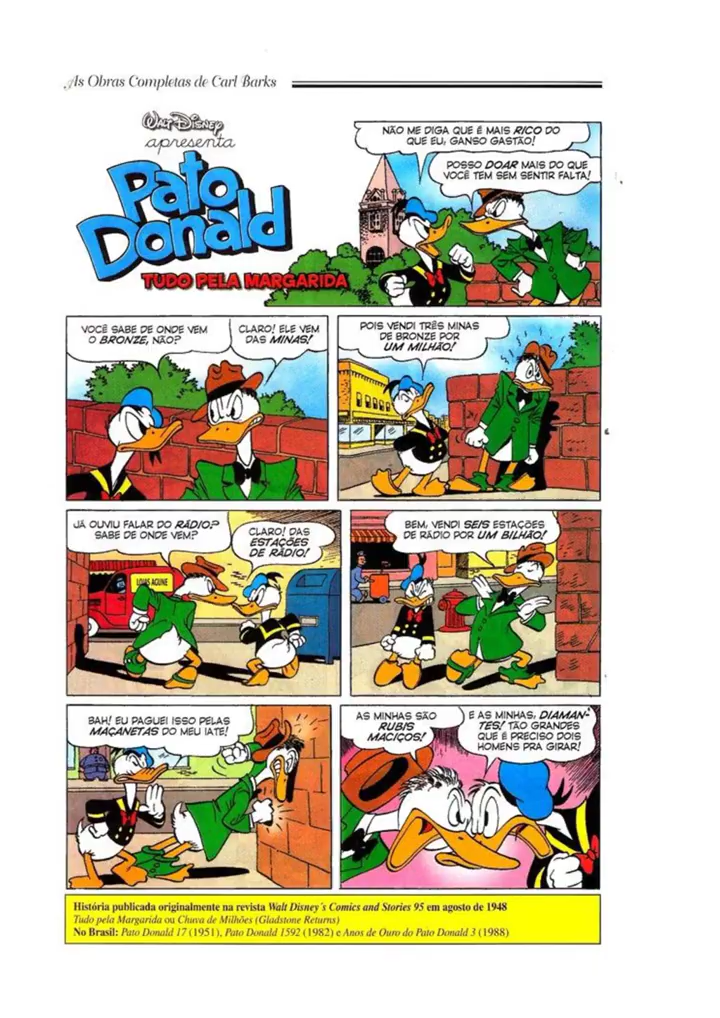 As Obras Completas de Carl Barks
Walt Disney
apresenta
Pato
Donald
TUDO PELA MARGARIDA
NÃO ME DIGA QUE É MAIS RICO DO
QUE EU, GANSO GASTÃO!
POSSO DOAR MAIS DO QUE
VOCÊ TEM SEM SENTIR FALTA!
VOCÊ SABE DE ONDE VEM
O BRONZE, NÃO?
CLARO! ELE VEM
DAS MINAS!
POIS VENDI TRÊS MINAS
DE BRONZE POR
UM MILHÃO!
JÁ OUVIU FALAR DO RÁDIO?
SABE DE ONDE VEM?
CLARO! DAS
ESTAÇÕES
DE RÁDIO!
LOUIS AGUNE
BEM, VENDI SEIS ESTAÇÕES
DE RÁDIO POR UM BILHÃO!
BAH! EU PAGUEI ISSO PELAS
MAÇANETAS DO MEU IATE!
AS MINHAS SÃO
RUBIS
MACIÇOS!
E AS MINHAS, DIAMAN-
TES! TÃO GRANDES
QUE É PRECISO DOIS
HOMENS PRA GIRAR!
História publicada originalmente na revista Walt Disney's Comics and Stories 95 em agosto de 1948
Tudo pela Margarida ou Chuva de Milhões (Gladstone Returns)
No Brasil: Pato Donald 17 (1951), Pato Donald 1592 (1982) e Anos de Ouro do Pato Donald 3 (1988)